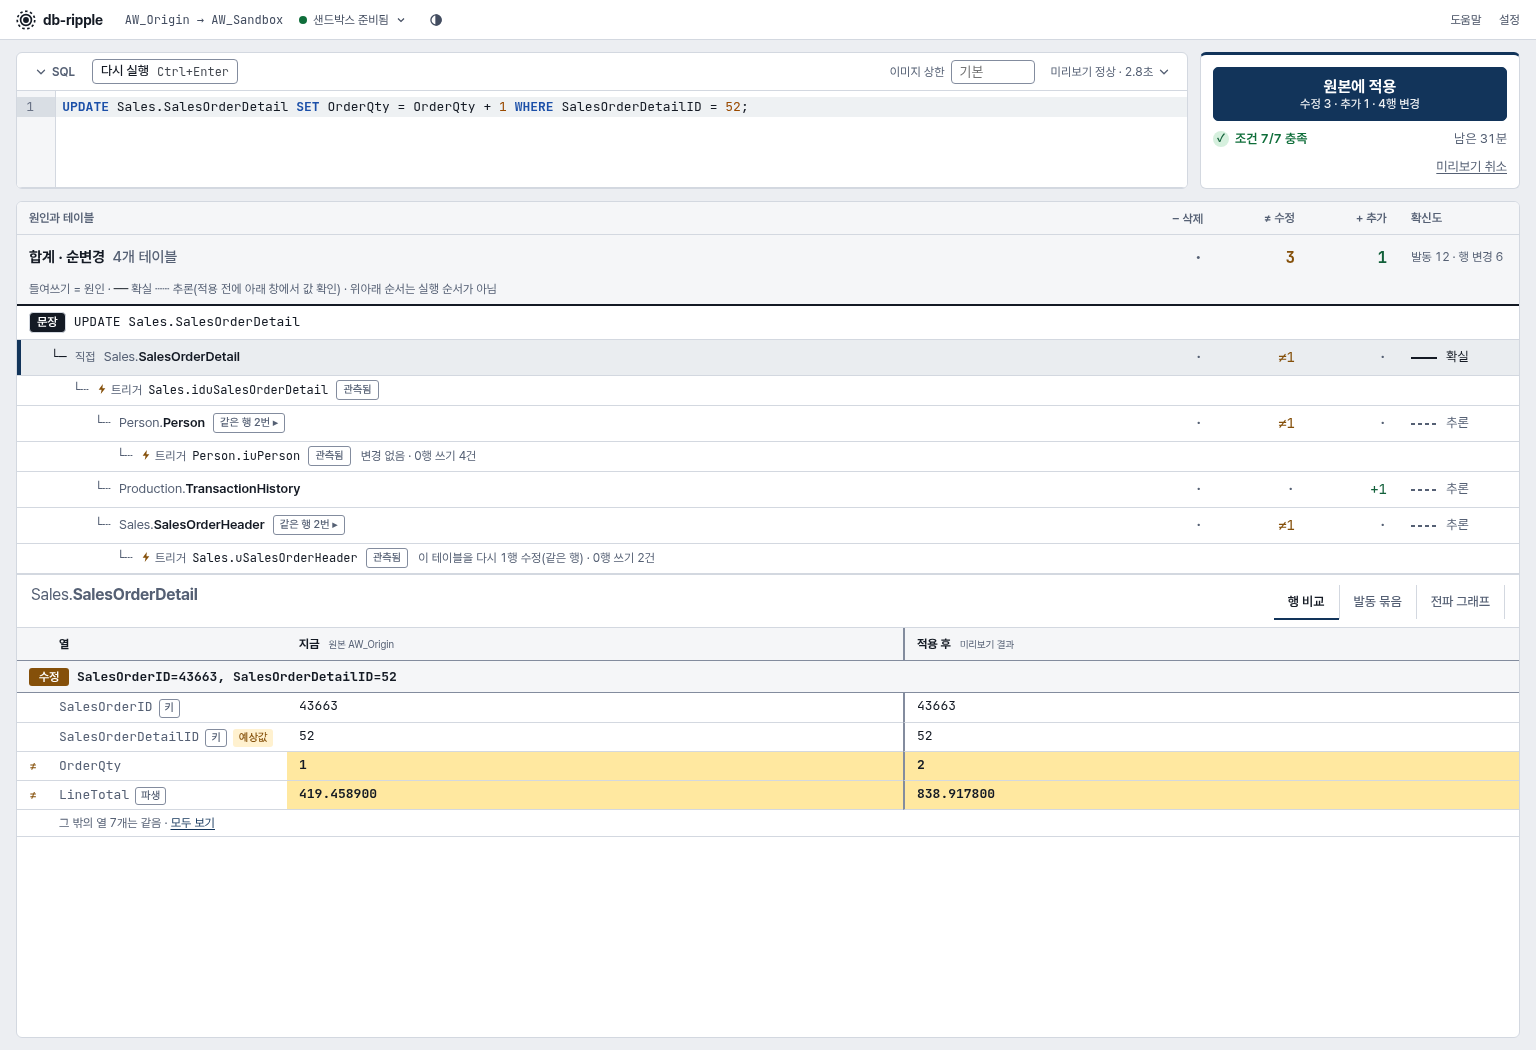 db-ripple AW_Origin → AW_Sandbox 샌드박스 준비됨 도움말 설정
SQL 다시 실행 Ctrl+Enter 이미지 상한 기본 미리보기 정상 · 2.8초
1 UPDATE Sales.SalesOrderDetail SET OrderQty = OrderQty + 1 WHERE SalesOrderDetailID = 52;
원본에 적용
수정 3 · 추가 1 · 4행 변경
✓ 조건 7/7 충족 남은 31분
미리보기 취소
원인과 테이블 − 삭제 ≠ 수정 + 추가 확신도
합계 · 순변경 4개 테이블 · 3 1 발동 12 · 행 변경 6
들여쓰기 = 원인 · ── 확실 ┈┈ 추론(적용 전에 아래 창에서 값 확인) · 위아래 순서는 실행 순서가 아님
문장 UPDATE Sales.SalesOrderDetail
직접 Sales.SalesOrderDetail · ≠1 · 확실
트리거 Sales.iduSalesOrderDetail 관측됨
Person.Person 같은 행 2번 ▸ · ≠1 · 추론
트리거 Person.iuPerson 관측됨 변경 없음 · 0행 쓰기 4건
Production.TransactionHistory · · +1 추론
Sales.SalesOrderHeader 같은 행 2번 ▸ · ≠1 · 추론
트리거 Sales.uSalesOrderHeader 관측됨 이 테이블을 다시 1행 수정(같은 행) · 0행 쓰기 2건
Sales.SalesOrderDetail 행 비교 발동 묶음 전파 그래프
열 지금 원본 AW_Origin 적용 후 미리보기 결과
수정 SalesOrderID=43663, SalesOrderDetailID=52
SalesOrderID 키 43663 43663
SalesOrderDetailID 키 예상값 52 52
≠ OrderQty 1 2
≠ LineTotal 파생 419.458900 838.917800
그 밖의 열 7개는 같음 · 모두 보기